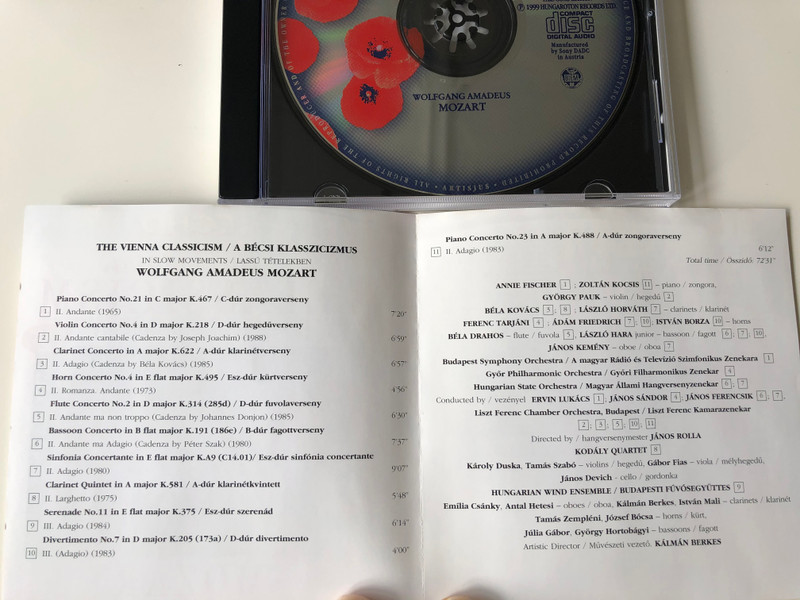 ℗ 1999 HUNGAROTON RECORDS LTD.
COMPACT
disc
DIGITAL AUDIO
Manufactured
by Sony DADC
in Austria
WOLFGANG AMADEUS
MOZART
ALL RIGHTS OF THE PRODUCER AND OF THE OWNER
BROADCASTING OF THIS RECORD PROHIBITED · AUSTRIA ·
THE VIENNA CLASSICISM / A BÉCSI KLASSZICIZMUS
IN SLOW MOVEMENTS / LASSÚ TÉTELEKBEN
WOLFGANG AMADEUS MOZART
Piano Concerto No.21 in C major K.467 / C-dúr zongoraverseny
1 II. Andante (1965) 7'20"
Violin Concerto No.4 in D major K.218 / D-dúr hegedűverseny
2 II. Andante cantabile (Cadenza by Joseph Joachim) (1988) 6'59"
Clarinet Concerto in A major K.622 / A-dúr klarinétverseny
3 II. Adagio (Cadenza by Béla Kovács) (1985) 6'57"
Horn Concerto No.4 in E flat major K.495 / Esz-dúr kürtverseny
4 II. Romanza. Andante (1973) 4'56"
Flute Concerto No.2 in D major K.314 (285d) / D-dúr fuvolaverseny
5 II. Andante ma non troppo (Cadenza by Johannes Donjon) (1985) 6'30"
Bassoon Concerto in B flat major K.191 (186e) / B-dúr fagottverseny
6 II. Andante ma Adagio (Cadenza by Péter Szak) (1980) 7'37"
Sinfonia Concertante in E flat major K.A9 (C14.01)/ Esz-dúr sinfónia concertante
7 II. Adagio (1980) 9'07"
Clarinet Quintet in A major K.581 / A-dúr klarinétkvintett
8 II. Larghetto (1975) 5'48"
Serenade No.11 in E flat major K.375 / Esz-dúr szerenád
9 III. Adagio (1984) 6'14"
Divertimento No.7 in D major K.205 (173a) / D-dúr divertimento
10 III. (Adagio) (1983) 4'00"
Piano Concerto No.23 in A major K.488 / A-dúr zongoraverseny
11 II. Adagio (1983) 6'12"
Total time / Összidő: 72'31"
ANNIE FISCHER 1 ; ZOLTÁN KOCSIS 11 – piano / zongora,
GYÖRGY PAUK – violin / hegedű 2
BÉLA KOVÁCS 3 ; 8 ; LÁSZLÓ HORVÁTH 7 – clarinets / klarinét
FERENC TARJÁNI 4 ; ÁDÁM FRIEDRICH 7 ; 10 ; ISTVÁN BORZA 10 – horns
BÉLA DRAHOS – flute / fuvola 5 , LÁSZLÓ HARA junior – bassoon / fagott 6 ; 7 ; 10 ,
JÁNOS KEMÉNY – oboe / oboa 7
Budapest Symphony Orchestra / A magyar Rádió és Televízió Szimfonikus Zenekara 1
Győr Philharmonic Orchestra / Győri Filharmonikus Zenekar 4
Hungarian State Orchestra / Magyar Állami Hangversenyzenekar 6 ; 7
Conducted by / vezényel ERVIN LUKÁCS 1 ; JÁNOS SÁNDOR 4 ; JÁNOS FERENCSIK 6 ; 7 ,
Liszt Ferenc Chamber Orchestra, Budapest / Liszt Ferenc Kamarazenekar
2 ; 3 ; 5 ; 10 ; 11
Directed by / hangversenymester JÁNOS ROLLA
KODÁLY QUARTET 8
Károly Duska, Tamás Szabó – violins / hegedű, Gábor Fias – viola / mélyhegedű,
János Devich - cello / gordonka
HUNGARIAN WIND ENSEMBLE / BUDAPESTI FÚVÓSEGYÜTTES 9
Emília Csánky, Antal Hetesi – oboes / oboa, Kálmán Berkes, István Mali – clarinets / klarinét
Tamás Zempléni, József Bőcsa – horns / kürt,
Júlia Gábor, György Hortobágyi – bassoons / fagott
Artistic Director / Művészeti vezető. KÁLMÁN BERKES